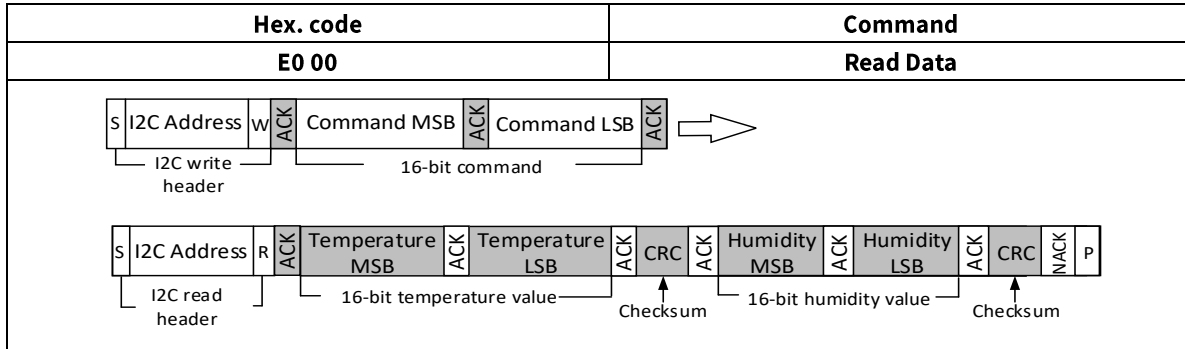 Hex. code Command
E0 00 Read Data
S I2C Address W ACK Command MSB ACK Command LSB ACK
I2C write header 16-bit command
S I2C Address R ACK Temperature MSB ACK Temperature LSB ACK CRC ACK Humidity MSB ACK Humidity LSB ACK CRC NACK P
I2C read header 16-bit temperature value Checksum 16-bit humidity value Checksum